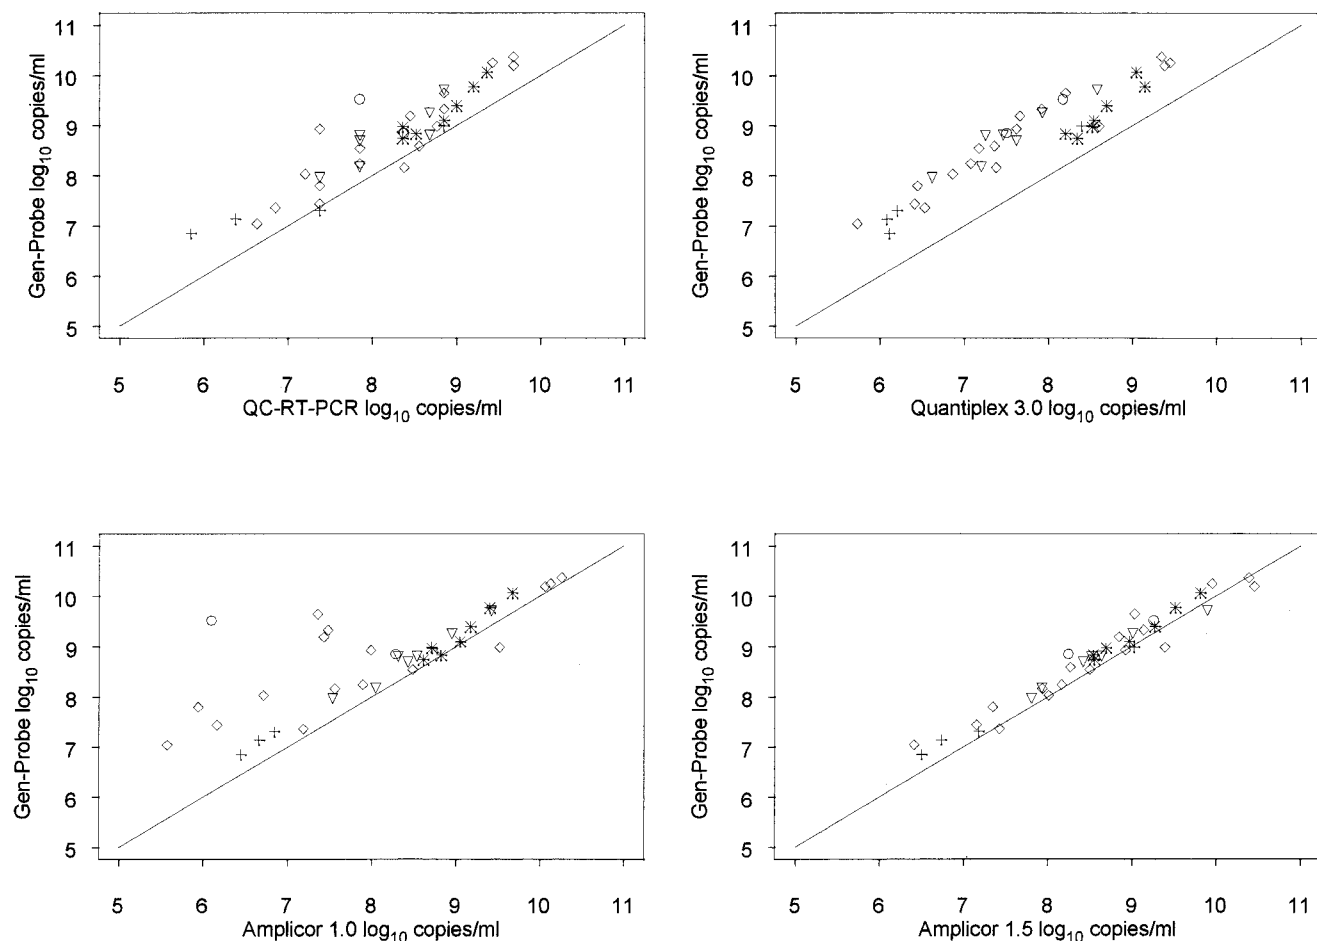 Gen-Probe log10 copies/ml
11
10
9
8
7
6
5
5 6 7 8 9 10 11
QC-RT-PCR log10 copies/ml
Gen-Probe log10 copies/ml
11
10
9
8
7
6
5
5 6 7 8 9 10 11
Quantiplex 3.0 log10 copies/ml
Gen-Probe log10 copies/ml
11
10
9
8
7
6
5
5 6 7 8 9 10 11
Amplicor 1.0 log10 copies/ml
Gen-Probe log10 copies/ml
11
10
9
8
7
6
5
5 6 7 8 9 10 11
Amplicor 1.5 log10 copies/ml